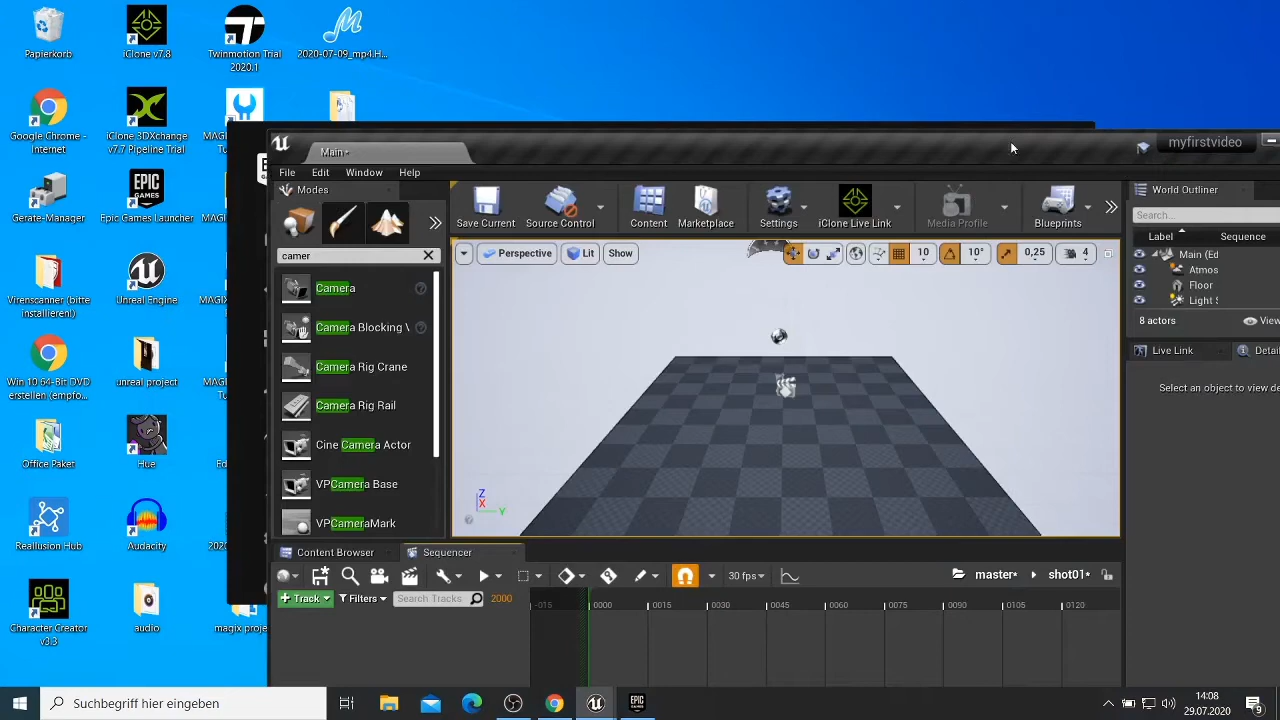 Papierkorb
iClone v7.8
Twinmotion Trial
2020.1
2020-07-09_mp4.H...
Google Chrome -
Internet
iClone 3DXchange
v7.7 Pipeline Trial
Geräte-Manager
Epic Games Launcher
Virenscanner (bitte
installieren!)
Unreal Engine
Win 10 64-Bit DVD
erstellen (empfo...
unreal project
Office Paket
Hue
Reallusion Hub
Audacity
Character Creator
v3.3
audio
magix proje
EPIC
GAMES
Main*
myfirstvideo
File Edit Window Help
Modes
camer
Camera
Camera Blocking V
Camera Rig Crane
Camera Rig Rail
Cine Camera Actor
VPCamera Base
VPCameraMark
Save Current
Source Control
Content
Marketplace
Settings
iClone Live Link
Media Profile
Blueprints
Perspective
Lit
Show
10
10°
0,25
4
Z
X
Y
World Outliner
Search...
Label
Sequence
Main (Ed
Atmos
Floor
Light S
8 actors
View
Live Link
Detai
Select an object to view de
Content Browser
Sequencer
30 fps
master*
shot01*
Track
Filters
Search Tracks
2000
-015
0000
0015
0030
0045
0060
0075
0090
0105
0120
Suchbegriff hier eingeben
14:08
29.07.2020
9